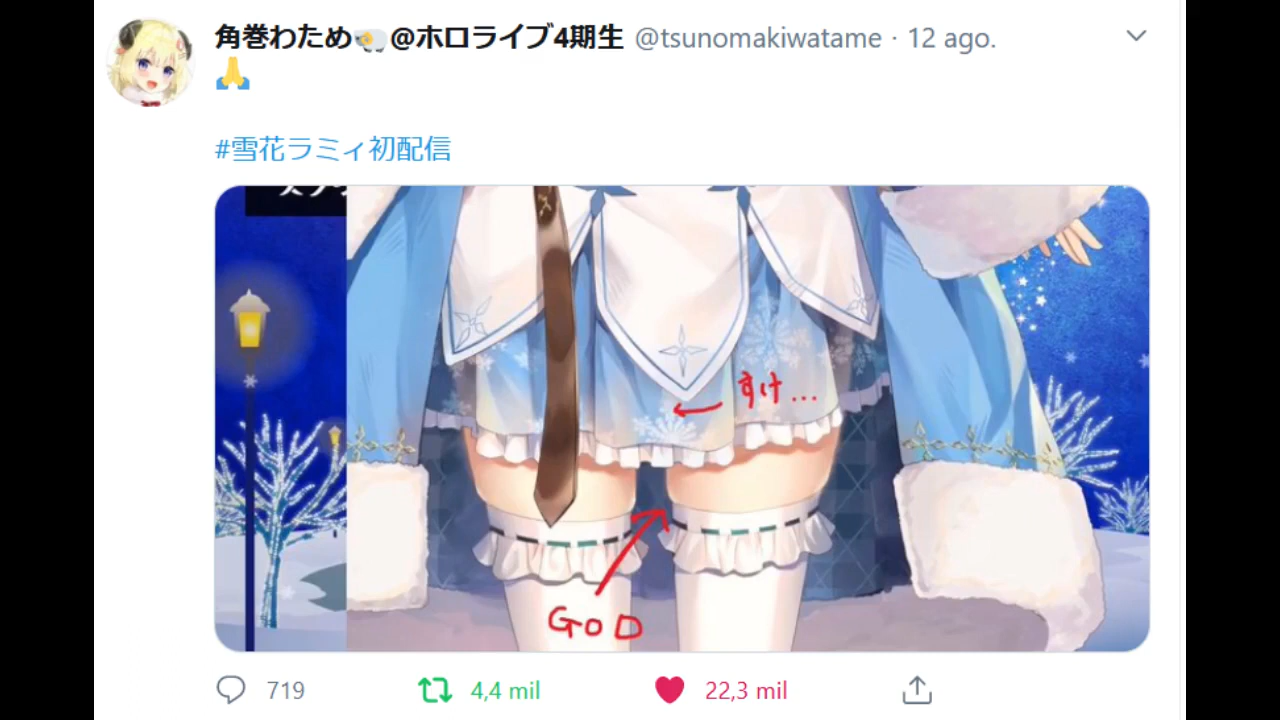 角巻わため🐏@ホロライブ4期生 @tsunomakiwatame · 12 ago.
🙏
#雪花ラミィ初配信
すけ...
GOD
719 4,4 mil 22,3 mil